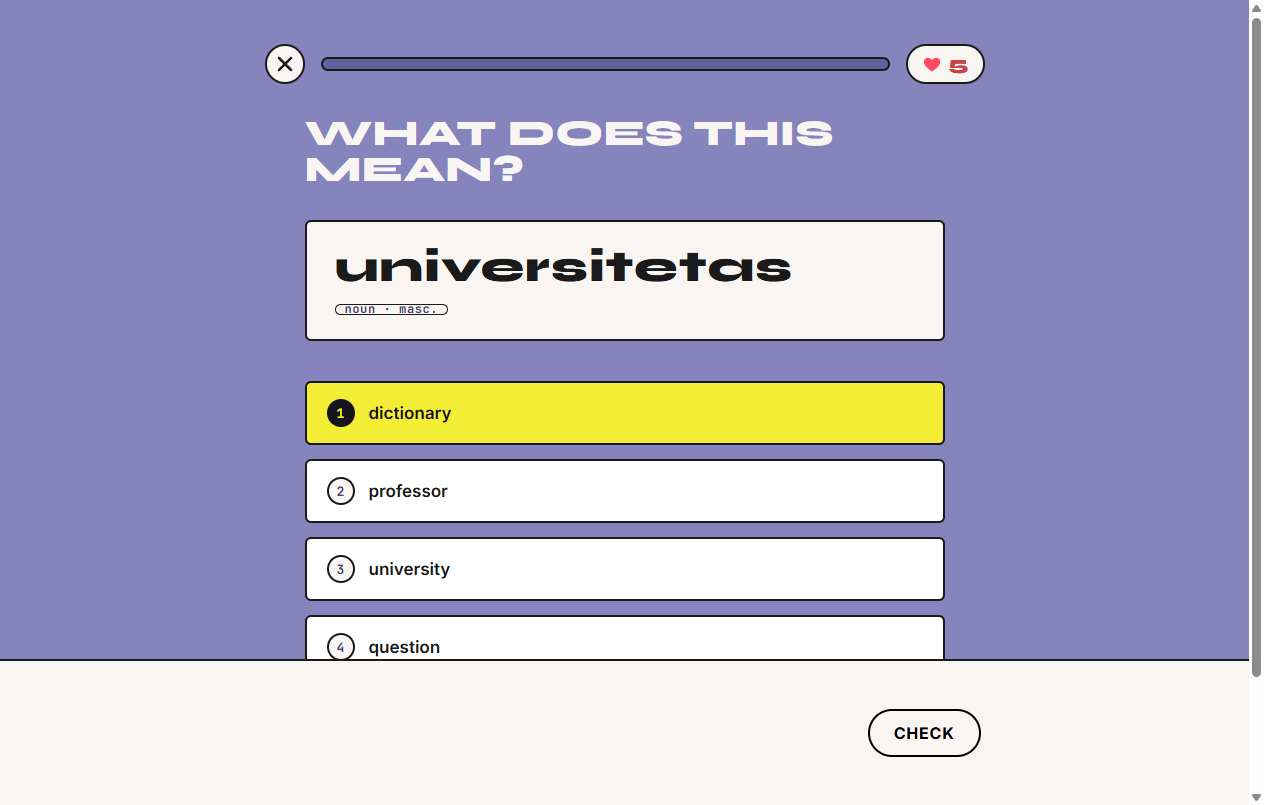 5
WHAT DOES THIS
MEAN?
universitetas
noun · masc.
1 dictionary
2 professor
3 university
4 question
CHECK